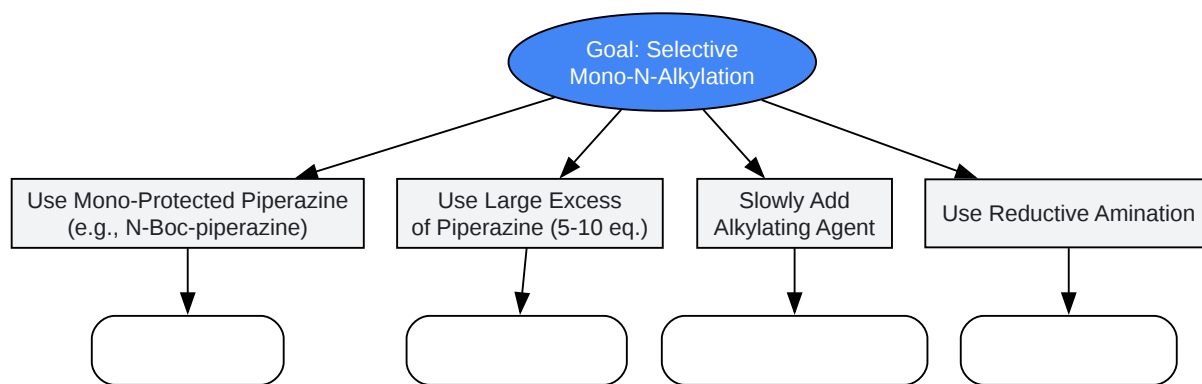 Goal: Selective
Mono-N-Alkylation
Use Mono-Protected Piperazine
(e.g., N-Boc-piperazine)
Use Large Excess
of Piperazine (5-10 eq.)
Slowly Add
Alkylating Agent
Use Reductive Amination